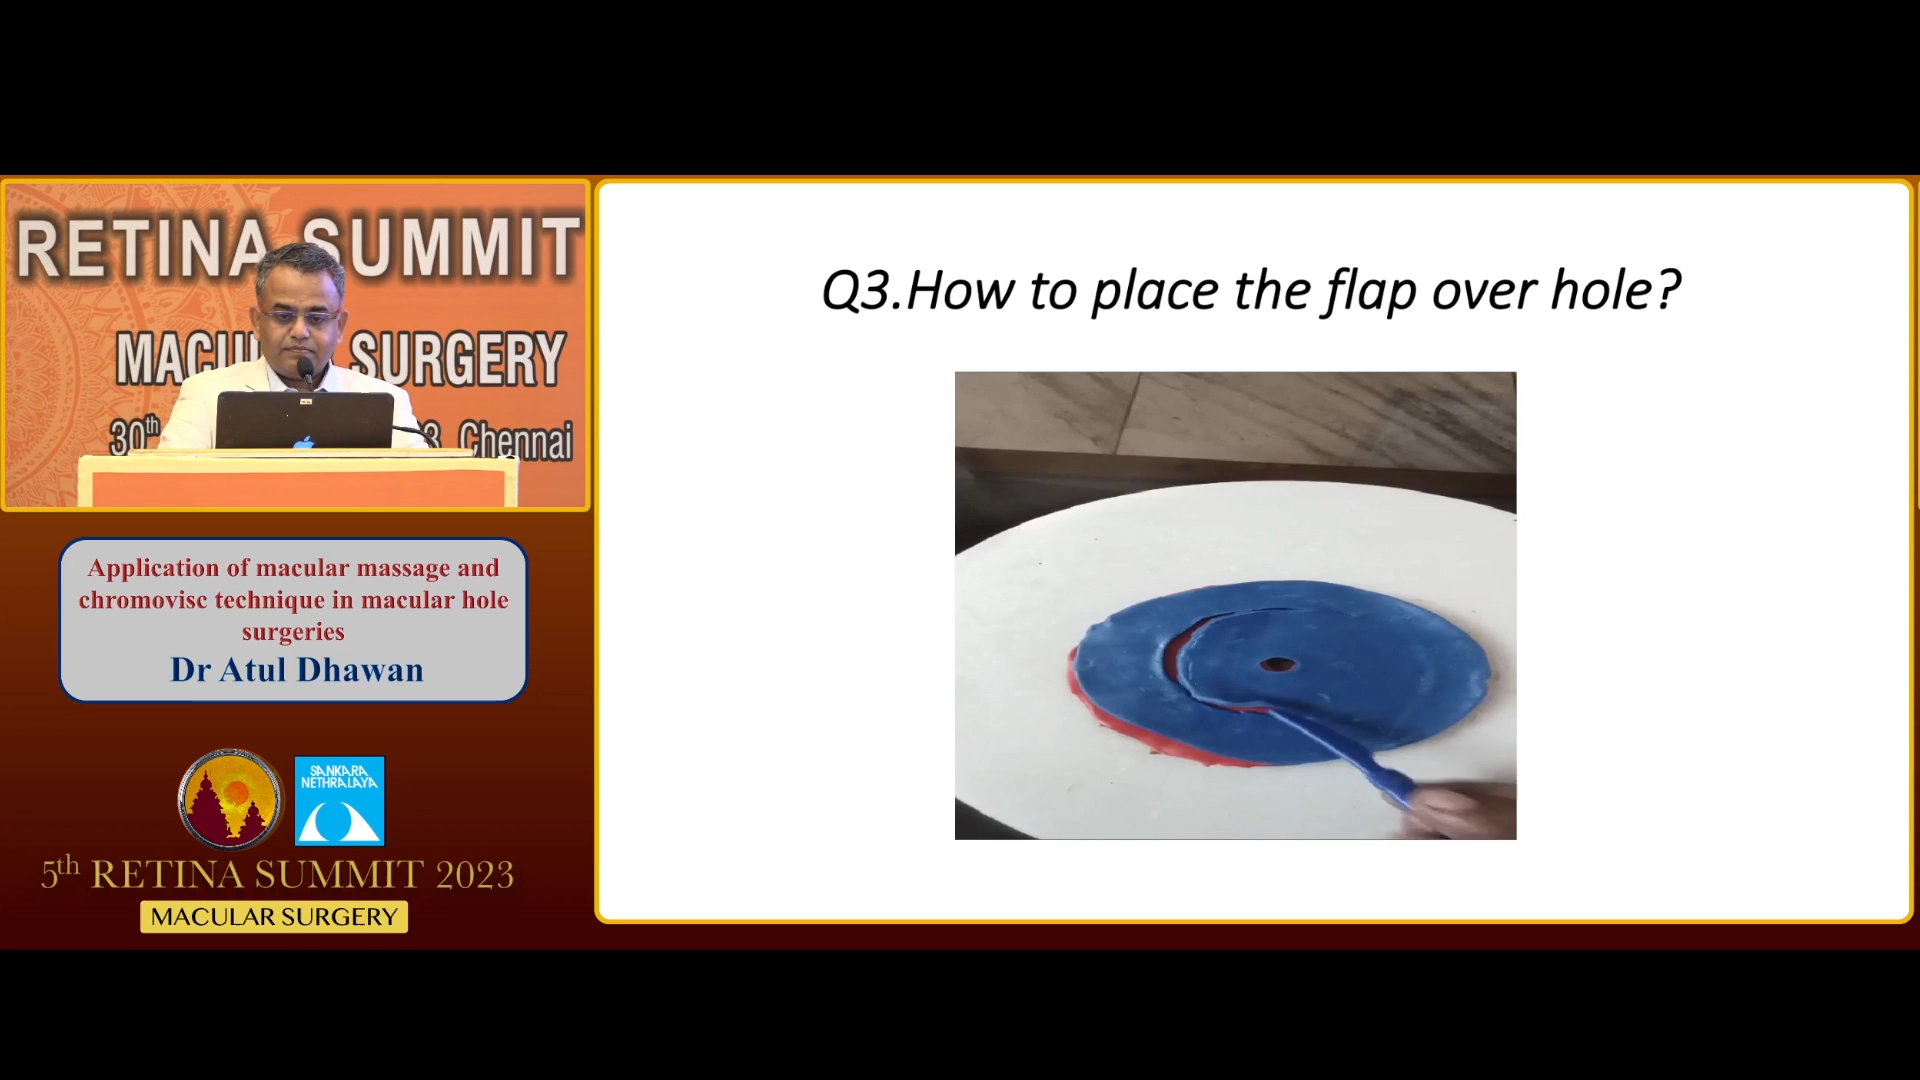 RETINA SUMMIT
SURGERY
30th
Chennai
Application of macular massage and
chromovisc technique in macular hole
surgeries
Dr Atul Dhawan
SANKARA
NETHRALAYA
5th RETINA SUMMIT 2023
MACULAR SURGERY
Q3.How to place the flap over hole?